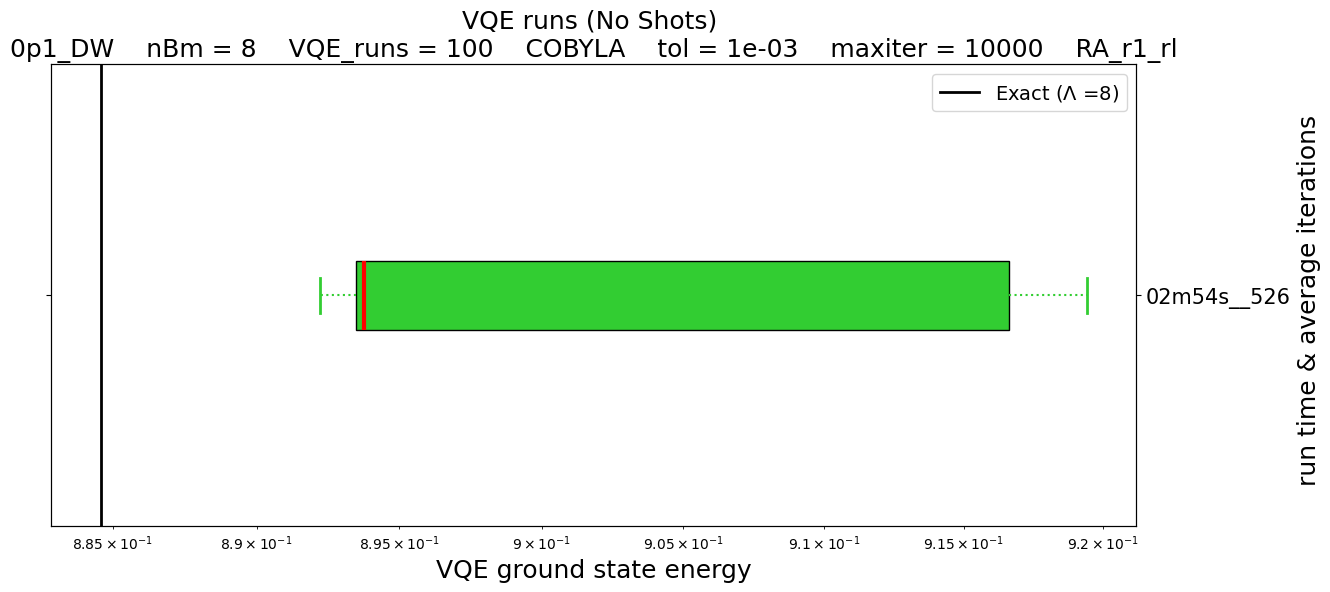 VQE runs (No Shots)
0p1_DW nBm = 8 VQE_runs = 100 COBYLA tol = 1e-03 maxiter = 10000 RA_r1_rl
Exact (Λ =8)
02m54s__526
run time & average iterations
8.85 × 10⁻¹ 8.9 × 10⁻¹ 8.95 × 10⁻¹ 9 × 10⁻¹ 9.05 × 10⁻¹ 9.1 × 10⁻¹ 9.15 × 10⁻¹ 9.2 × 10⁻¹
VQE ground state energy